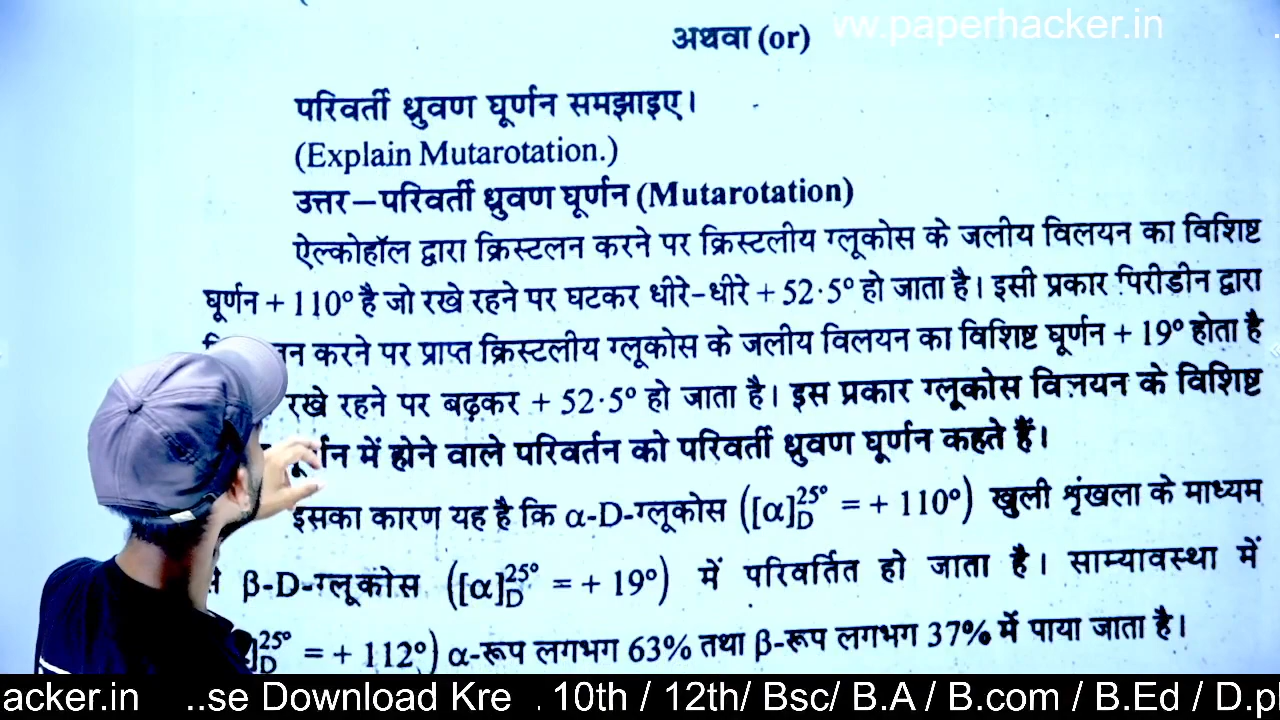 ww.paperhacker.in
अथवा (or)
परिवर्ती ध्रुवण घूर्णन समझाइए।
(Explain Mutarotation.)
उत्तर–परिवर्ती ध्रुवण घूर्णन (Mutarotation)
ऐल्कोहॉल द्वारा क्रिस्टलन करने पर क्रिस्टलीय ग्लूकोस के जलीय विलयन का विशिष्ट
घूर्णन + 110° है जो रखे रहने पर घटकर धीरे-धीरे + 52·5° हो जाता है। इसी प्रकार पिरीडीन द्वारा
करने पर प्राप्त क्रिस्टलीय ग्लूकोस के जलीय विलयन का विशिष्ट घूर्णन + 19° होता है
रखे रहने पर बढ़कर + 52·5° हो जाता है। इस प्रकार ग्लूकोस विलयन के विशिष्ट
में होने वाले परिवर्तन को परिवर्ती ध्रुवण घूर्णन कहते हैं।
इसका कारण यह है कि α-D-ग्लूकोस ([α]D25° = + 110°) खुली शृंखला के माध्यम
β-D-ग्लूकोस ([α]D25° = + 19°) में परिवर्तित हो जाता है। साम्यावस्था में
]D25° = + 112°) α-रूप लगभग 63% तथा β-रूप लगभग 37% में पाया जाता है।
acker.in ..se Download Kre . 10th / 12th/ Bsc/ B.A / B.com / B.Ed / D.pl